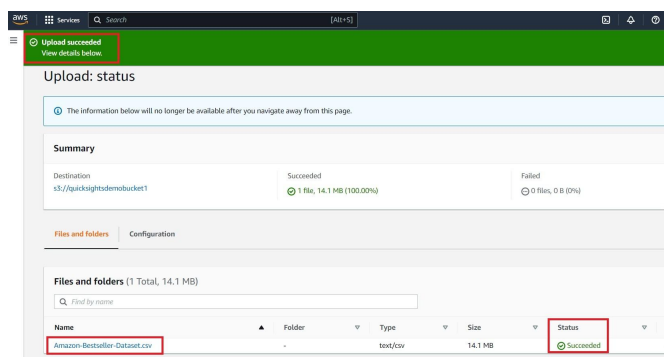 aws
Services
Search
[Alt+S]
Upload succeeded
View details below.
Upload: status
The information below will no longer be available after you navigate away from this page.
Summary
Destination
s3://quicksightsdemobucket1
Succeeded
1 file, 14.1 MB (100.00%)
Failed
0 files, 0 B (0%)
Files and folders
Configuration
Files and folders (1 Total, 14.1 MB)
Find by name
Name
Folder
Type
Size
Status
Amazon-Bestseller-Dataset.csv
-
text/csv
14.1 MB
Succeeded